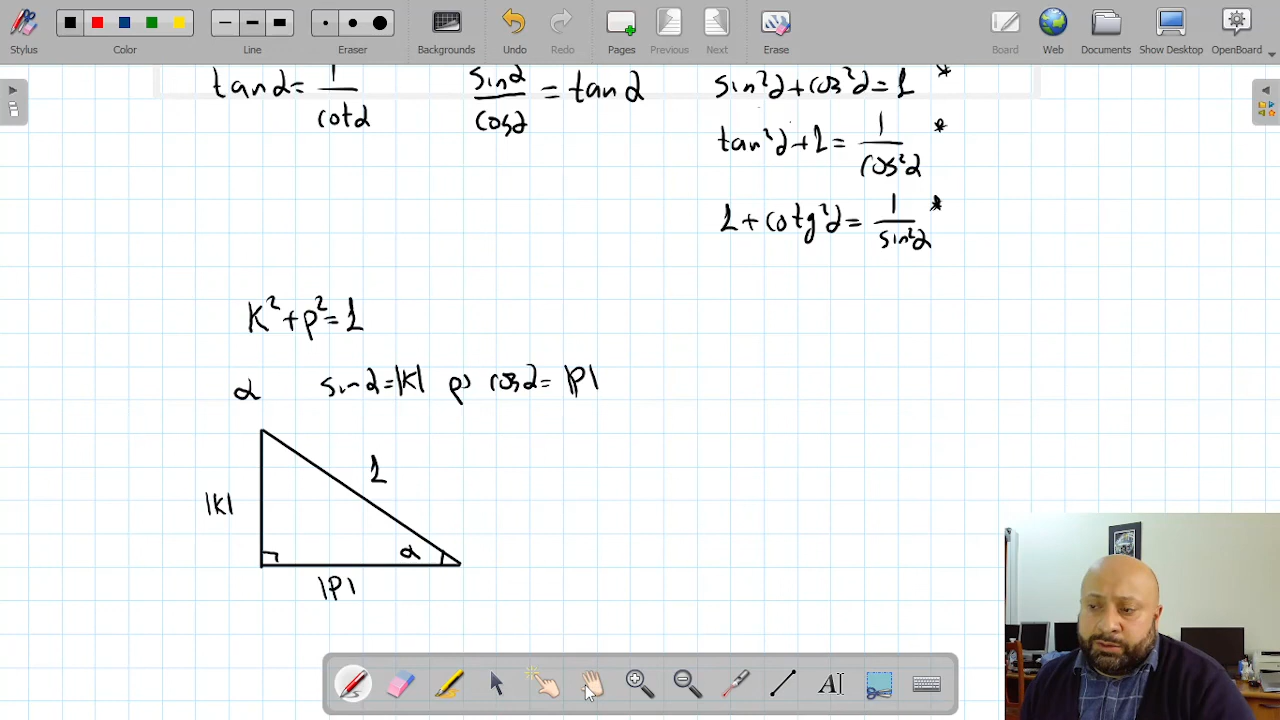 Stylus Color Line Eraser Backgrounds Undo Redo Pages Previous Next Erase Board Web Documents Show Desktop OpenBoard
tanα = 1/cotα
sinα/cosα = tanα
sin²α + cos²α = 1 *
tan²α + 1 = 1/cos²α *
1 + cotg²α = 1/sin²α *
K² + p² = 1
α sinα = |K| և cosα = |P|
1
|K|
α
|P|